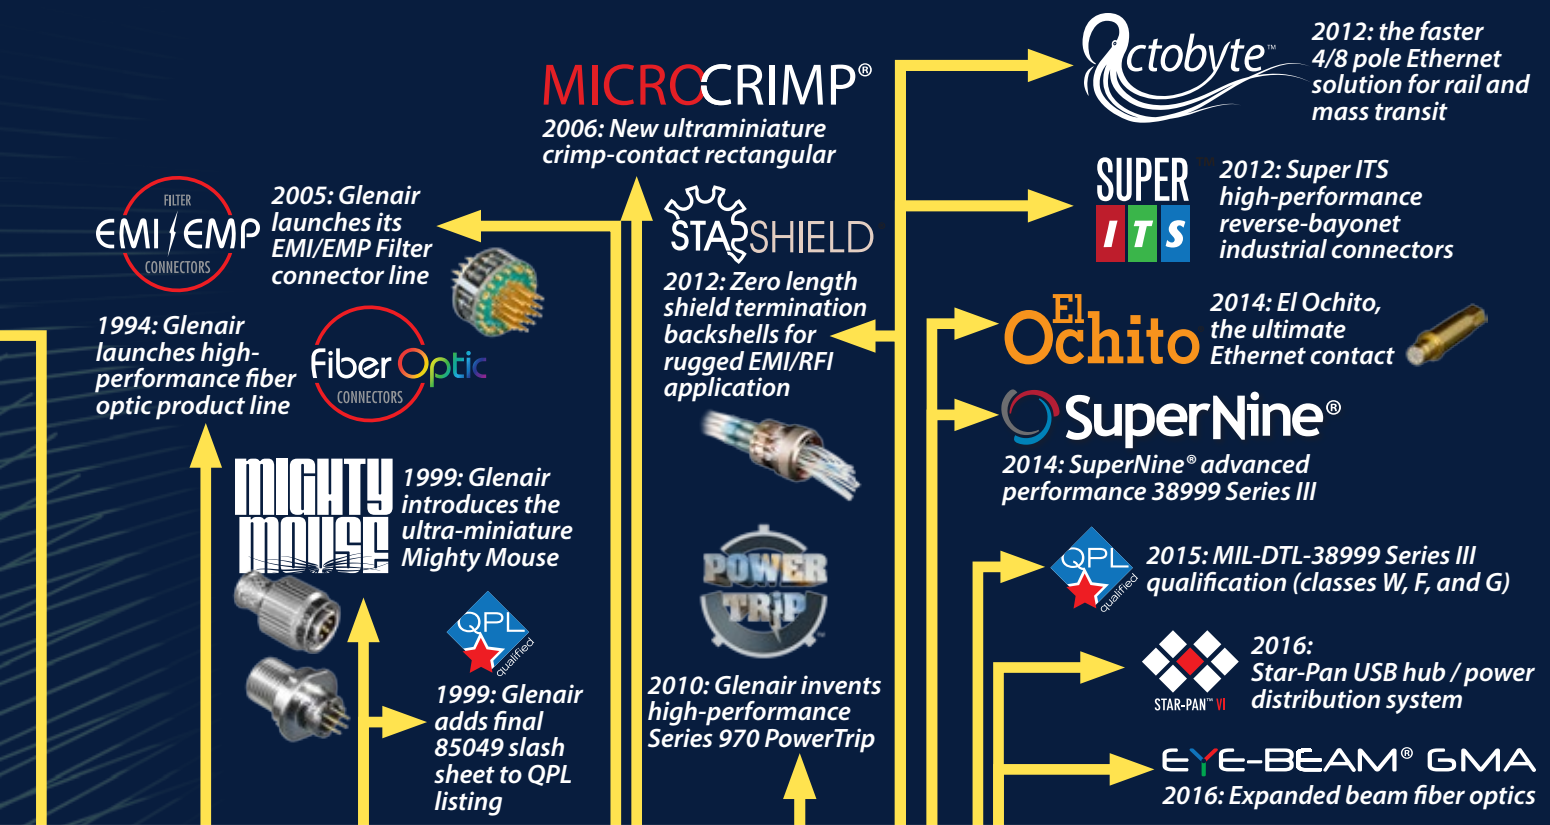 MICROCRIMP®
2006: New ultraminiature
crimp-contact rectangular
Octobyte™
2012: the faster
4/8 pole Ethernet
solution for rail and
mass transit
FILTER
EMI/EMP
CONNECTORS
2005: Glenair
launches its
EMI/EMP Filter
connector line
STARSHIELD™
2012: Zero length
shield termination
backshells for
rugged EMI/RFI
application
SUPER™
ITS
2012: Super ITS
high-performance
reverse-bayonet
industrial connectors
1994: Glenair
launches high-
performance fiber
optic product line
Fiber Optic
CONNECTORS
El
Ochito
2014: El Ochito,
the ultimate
Ethernet contact
SuperNine®
2014: SuperNine® advanced
performance 38999 Series III
MIGHTY
MOUSE
1999: Glenair
introduces the
ultra-miniature
Mighty Mouse
QPL
qualified
1999: Glenair
adds final
85049 slash
sheet to QPL
listing
POWER
TRIP™
2010: Glenair invents
high-performance
Series 970 PowerTrip
QPL
qualified
2015: MIL-DTL-38999 Series III
qualification (classes W, F, and G)
STAR-PAN™ VI
2016:
Star-Pan USB hub / power
distribution system
EYE-BEAM® GMA
2016: Expanded beam fiber optics